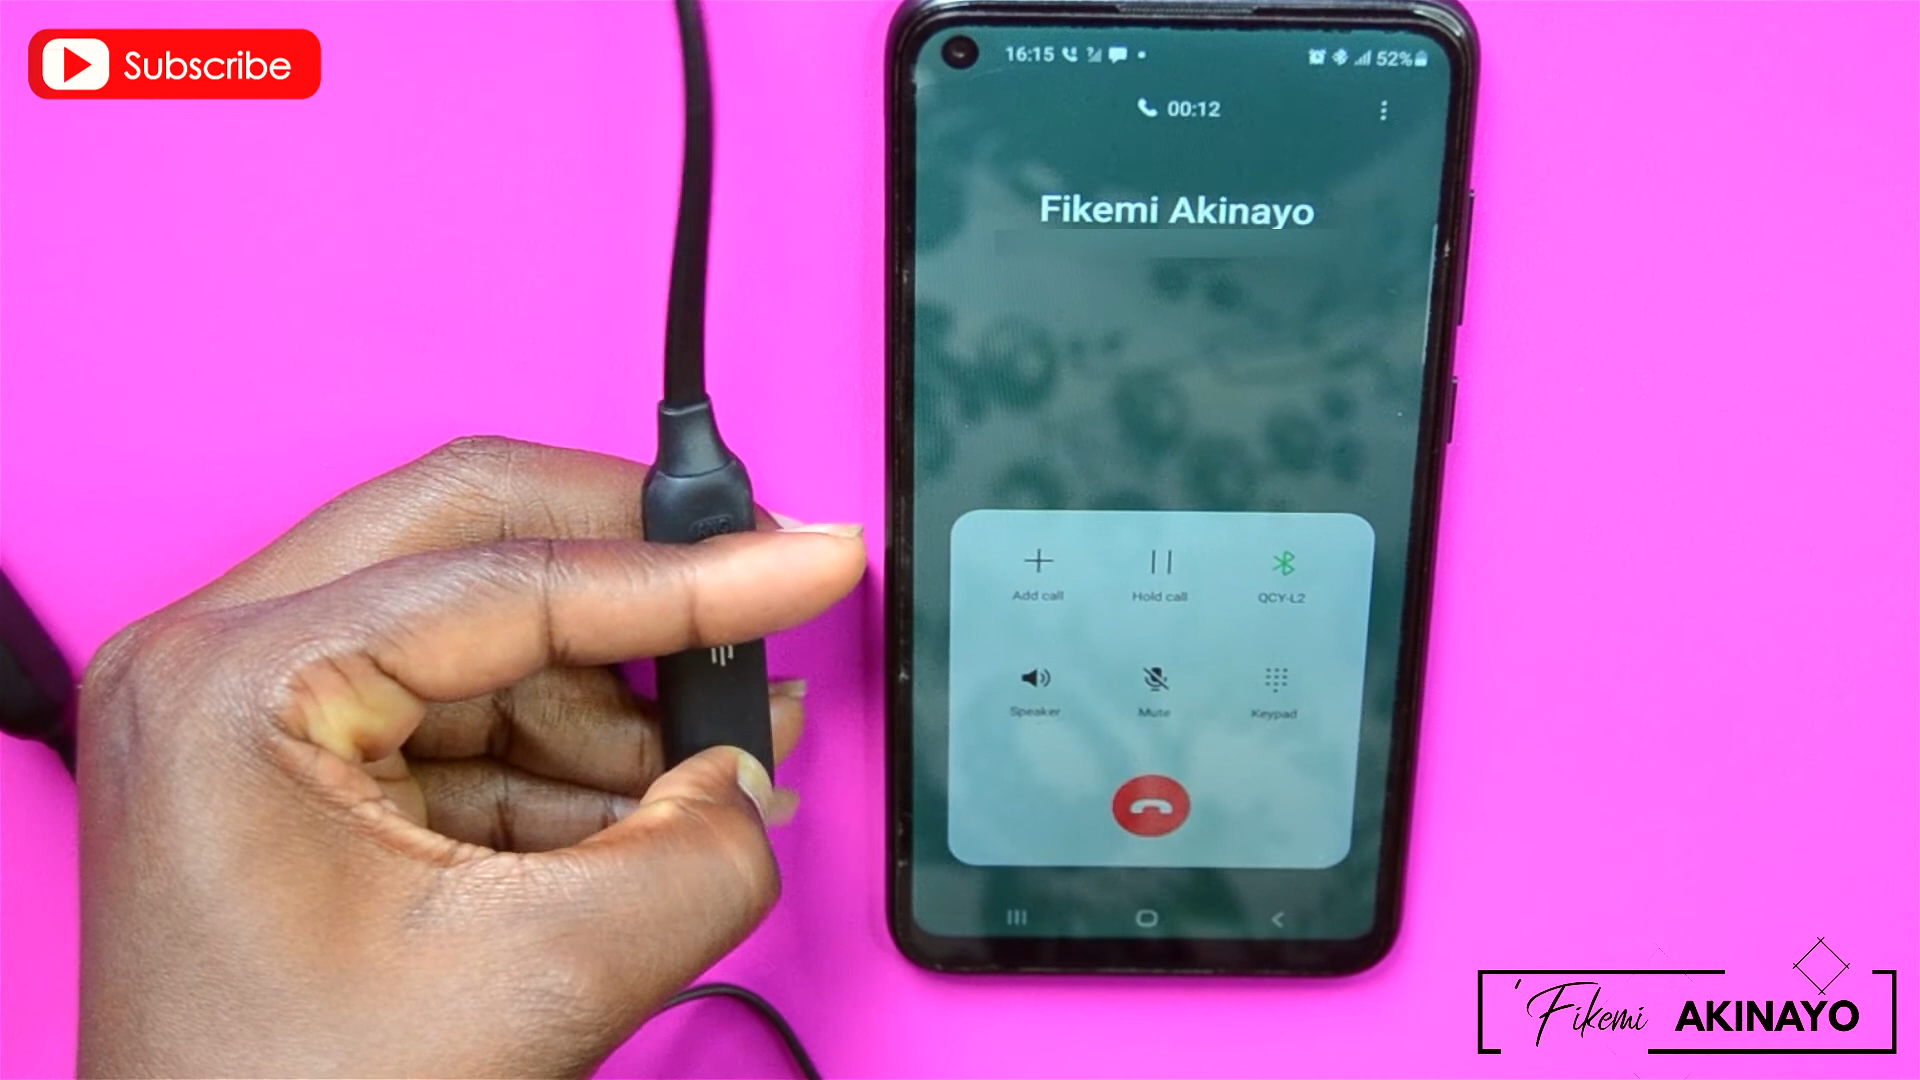 Subscribe
16:15
52%
00:12
Fikemi Akinayo
Add call
Hold call
QCY-L2
Speaker
Mute
Keypad
'Fikemi AKINAYO